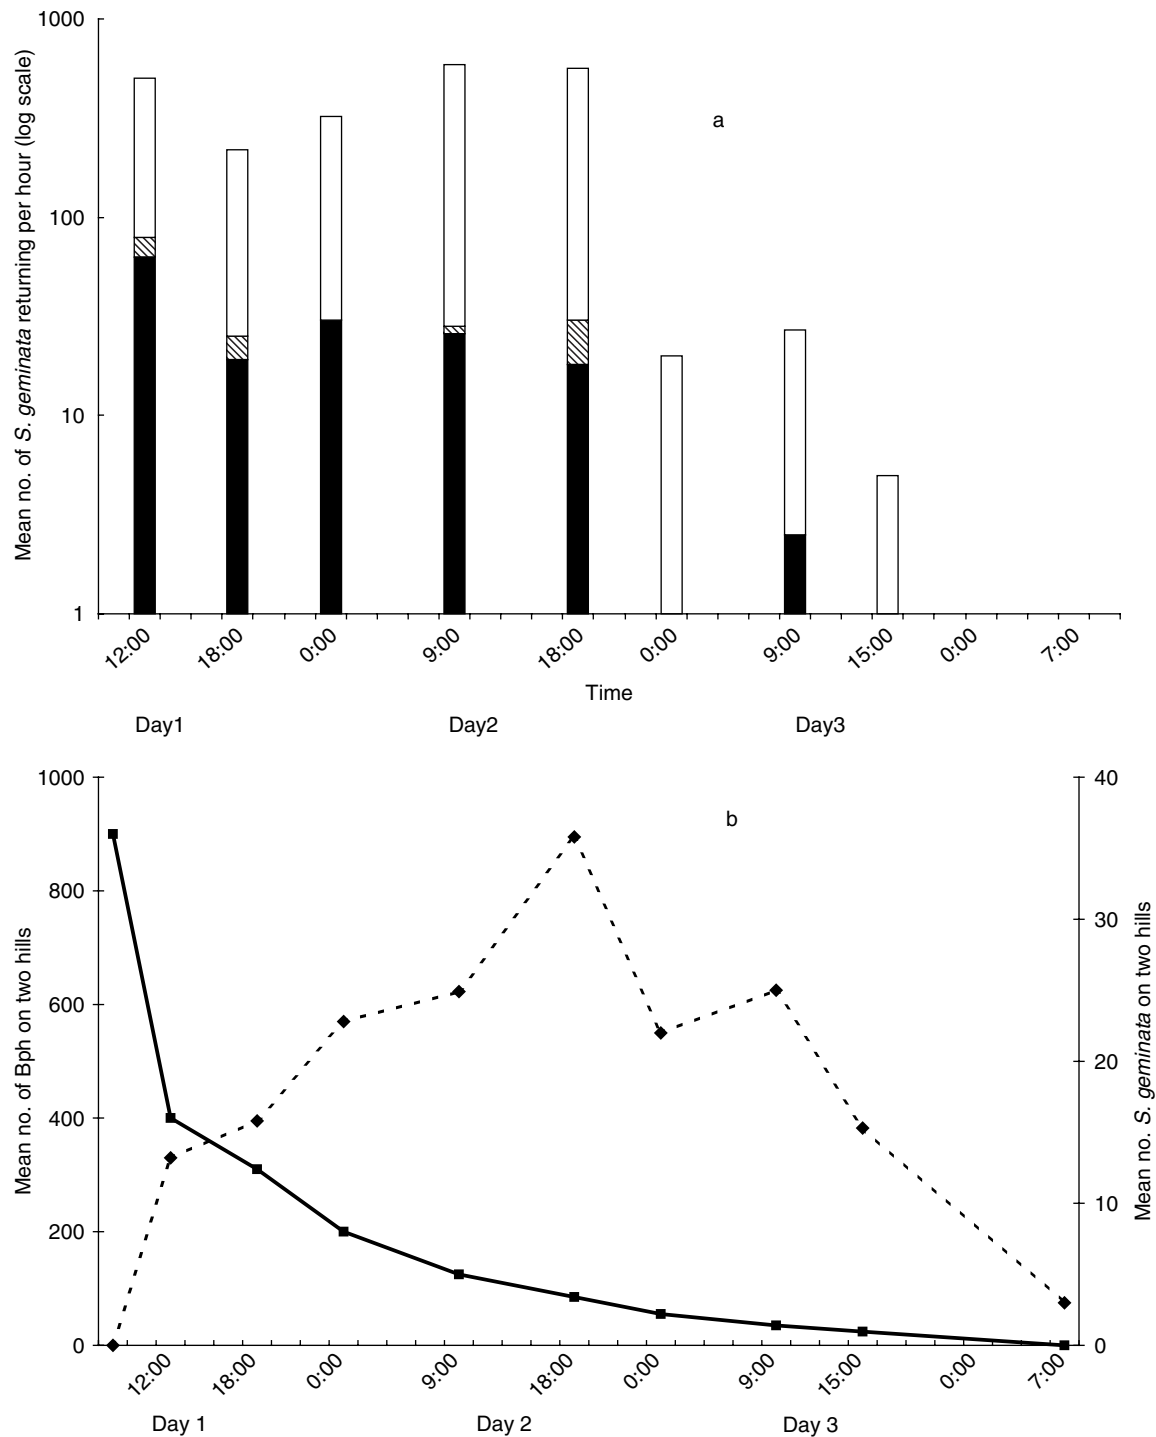 Mean no. of S. geminata returning per hour (log scale)
1000
100
10
1
a
12:00 18:00 0:00 9:00 18:00 0:00 9:00 15:00 0:00 7:00
Time
Day1 Day2 Day3
Mean no. of Bph on two hills
1000
800
600
400
200
0
b
40
30
20
10
0
Mean no. S. geminata on two hills
12:00 18:00 0:00 9:00 18:00 0:00 9:00 15:00 0:00 7:00
Day 1 Day 2 Day 3